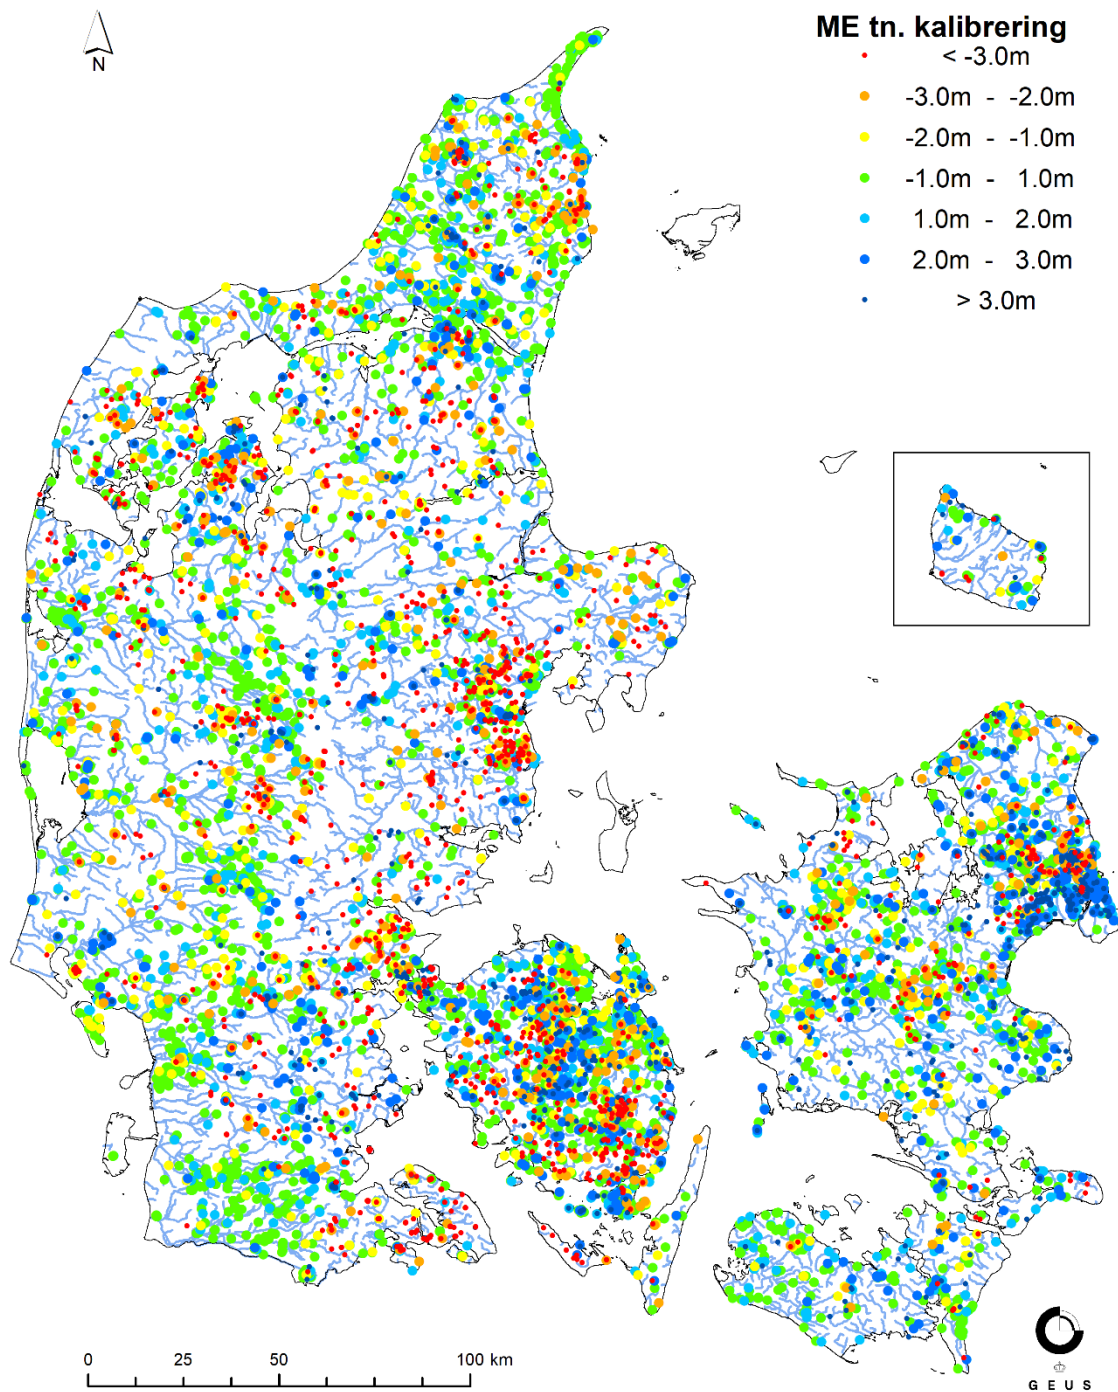 N
ME tn. kalibrering
< -3.0m
-3.0m - -2.0m
-2.0m - -1.0m
-1.0m - 1.0m
1.0m - 2.0m
2.0m - 3.0m
> 3.0m
0 25 50 100 km
G E U S